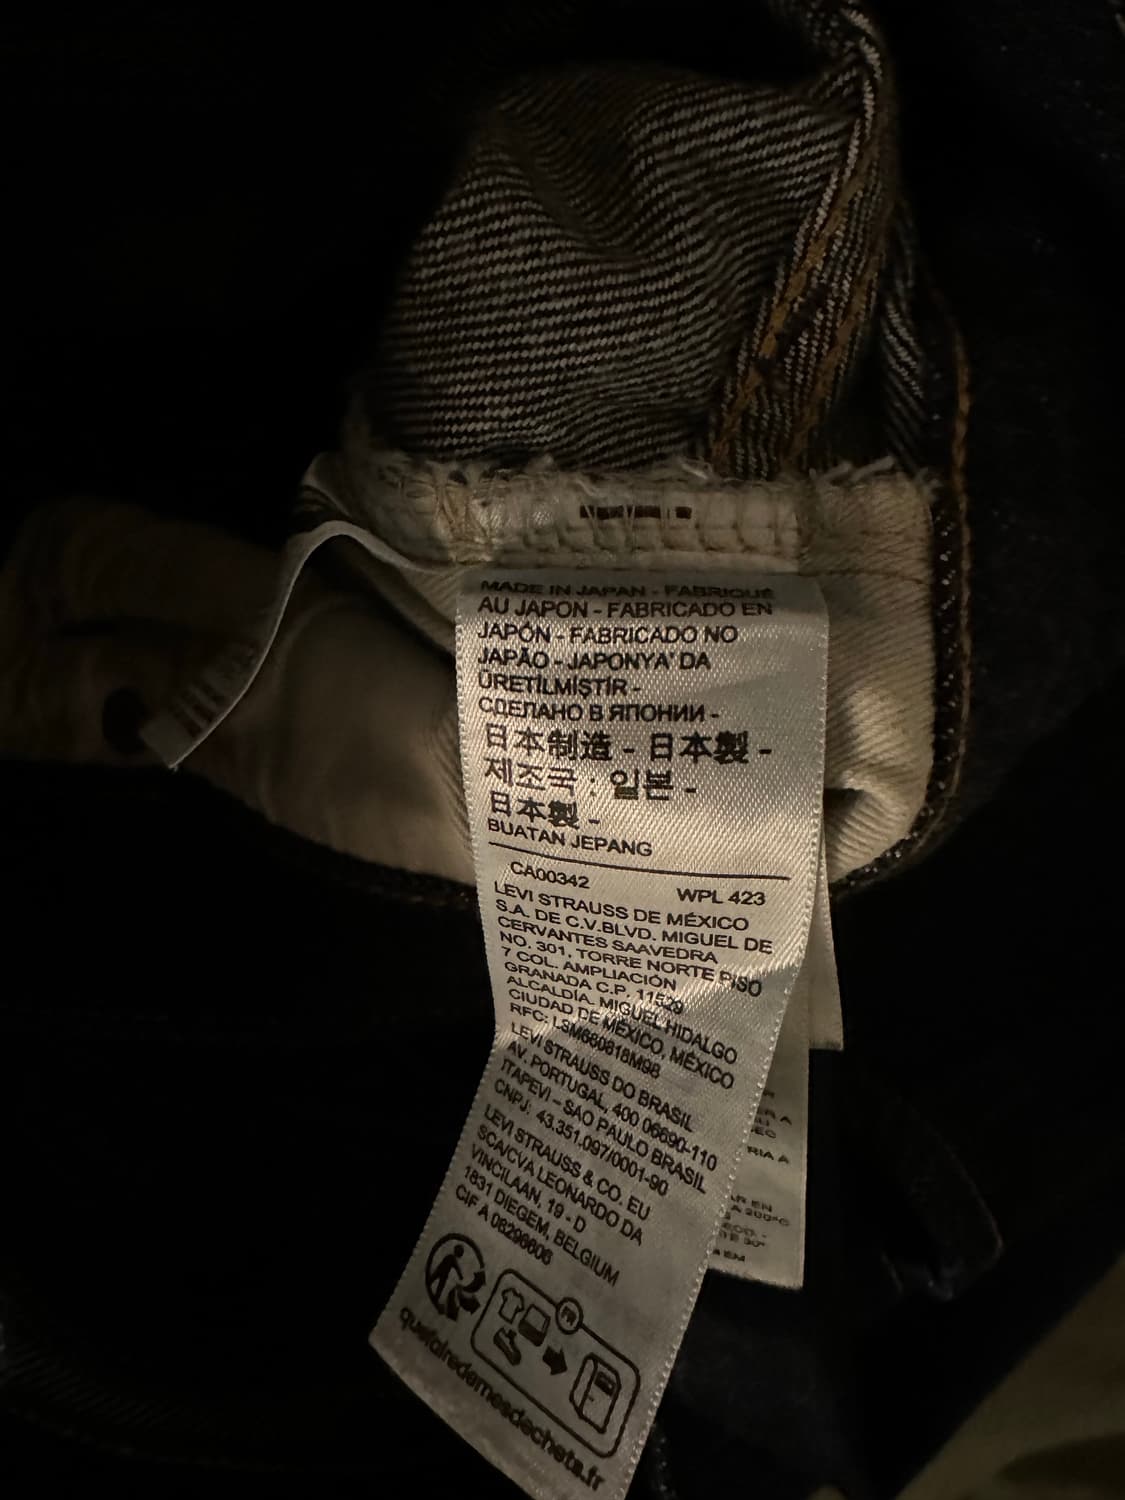 MADE IN JAPAN - FABRIQUÉ
AU JAPON - FABRICADO EN
JAPÓN - FABRICADO NO
JAPÃO - JAPONYA' DA
ÜRETİLMİŞTİR -
СДЕЛАНО В ЯПОНИИ -
日本制造 - 日本製 -
제조국 : 일본 -
日本製 -
BUATAN JEPANG
CA00342 WPL 423
LEVI STRAUSS DE MÉXICO
S.A. DE C.V.BLVD. MIGUEL DE
CERVANTES SAAVEDRA
NO. 301, TORRE NORTE PISO
7 COL. AMPLIACIÓN
GRANADA C.P. 11529
ALCALDÍA. MIGUEL HIDALGO
CIUDAD DE MÉXICO, MÉXICO
RFC: LSM680818M98
LEVI STRAUSS DO BRASIL
AV. PORTUGAL, 400 06690-110
ITAPEVI – SAO PAULO BRASIL
CNPJ: 43.351.097/0001-90
LEVI STRAUSS & CO. EU
SCA/CVA LEONARDO DA
VINCILAAN, 19 - D
1831 DIEGEM, BELGIUM
CIF A 08296606
FR
quefairedemesdechets.fr